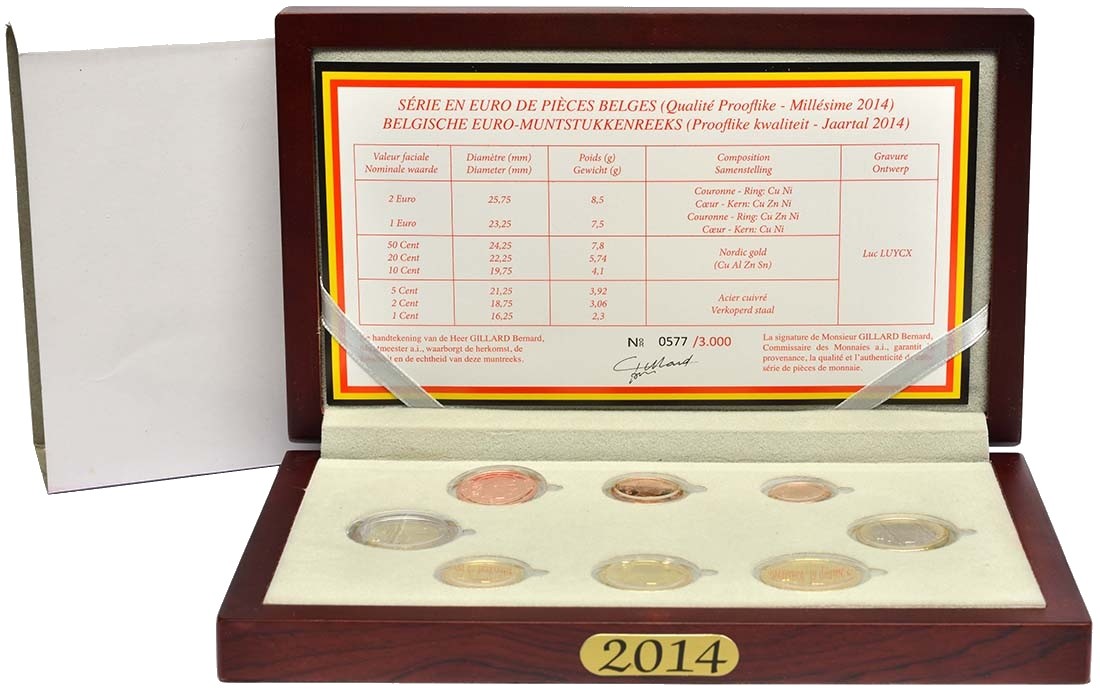 SÉRIE EN EURO DE PIÈCES BELGES (Qualité Prooflike - Millésime 2014)
BELGISCHE EURO-MUNTSTUKKENREEKS (Prooflike kwaliteit - Jaartal 2014)
Valeur faciale Diamètre (mm) Poids (g) Composition Gravure
Nominale waarde Diameter (mm) Gewicht (g) Samenstelling Ontwerp
2 Euro 25,75 8,5 Couronne - Ring: Cu Ni
Cœur - Kern: Cu Zn Ni
1 Euro 23,25 7,5 Couronne - Ring: Cu Zn Ni
Cœur - Kern: Cu Ni
50 Cent 24,25 7,8
20 Cent 22,25 5,74
10 Cent 19,75 4,1
Nordic gold
(Cu Al Zn Sn)
Luc LUYCX
5 Cent 21,25 3,92
2 Cent 18,75 3,06
1 Cent 16,25 2,3
Acier cuivré
Verkoperd staal
handtekening van de Heer GILLARD Bernard,
a.i., waarborgt de herkomst, de
en de echtheid van deze muntreeks.
No 0577 /3.000
Gillard
La signature de Monsieur GILLARD Bernard,
Commissaire des Monnaies a.i., garantit
provenance, la qualité et l'authenticité de
série de pièces de monnaie.
2014